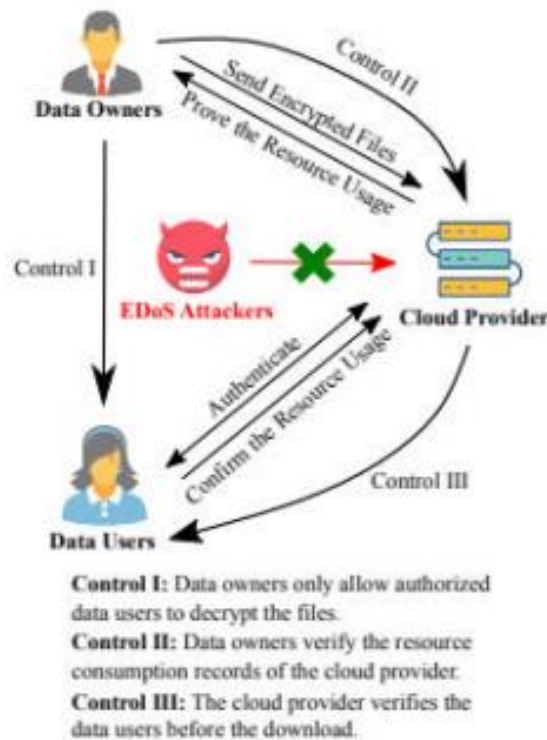 Control II
Send Encrypted Files
Prove the Resource Usage
Data Owners
Control I
EDoS Attackers
Cloud Provider
Authenticate
Confirm the Resource Usage
Control III
Data Users
Control I: Data owners only allow authorized
data users to decrypt the files.
Control II: Data owners verify the resource
consumption records of the cloud provider.
Control III: The cloud provider verifies the
data users before the download.